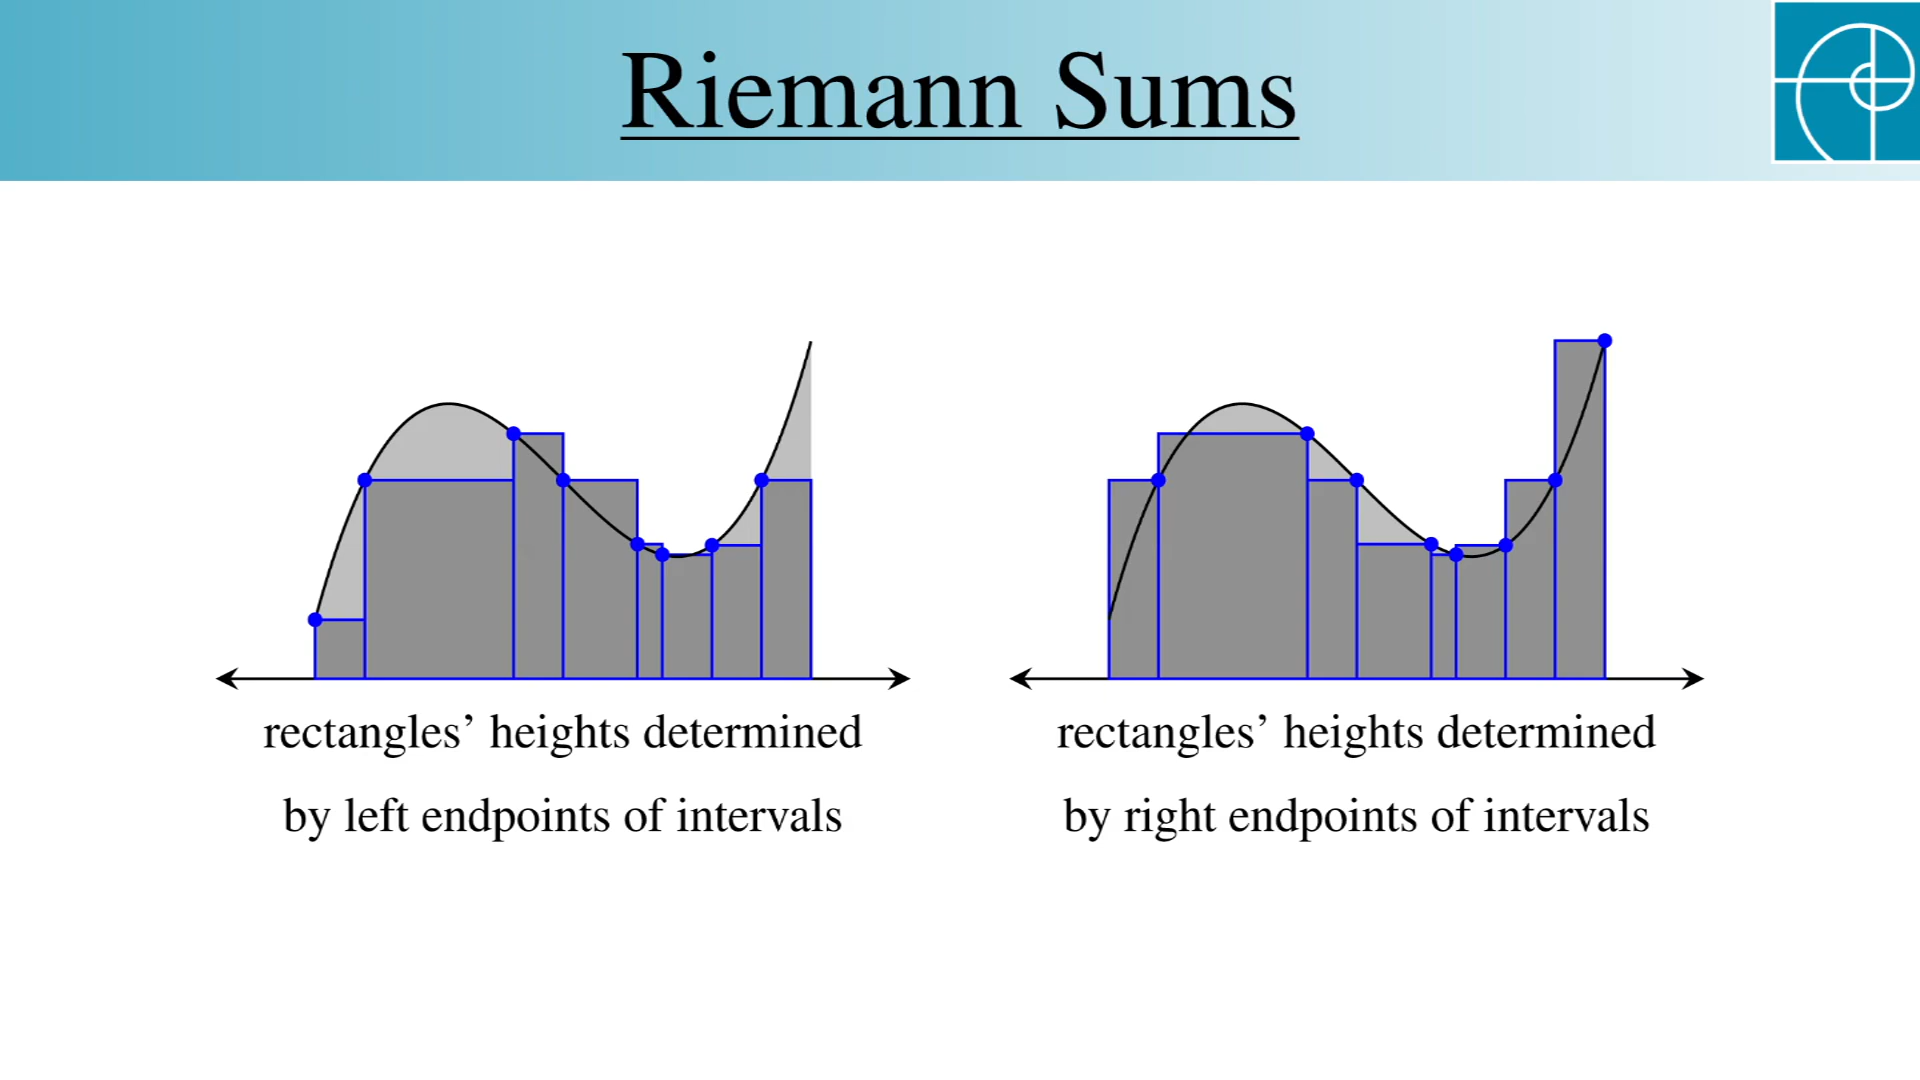 Riemann Sums
rectangles’ heights determined
by left endpoints of intervals
rectangles’ heights determined
by right endpoints of intervals